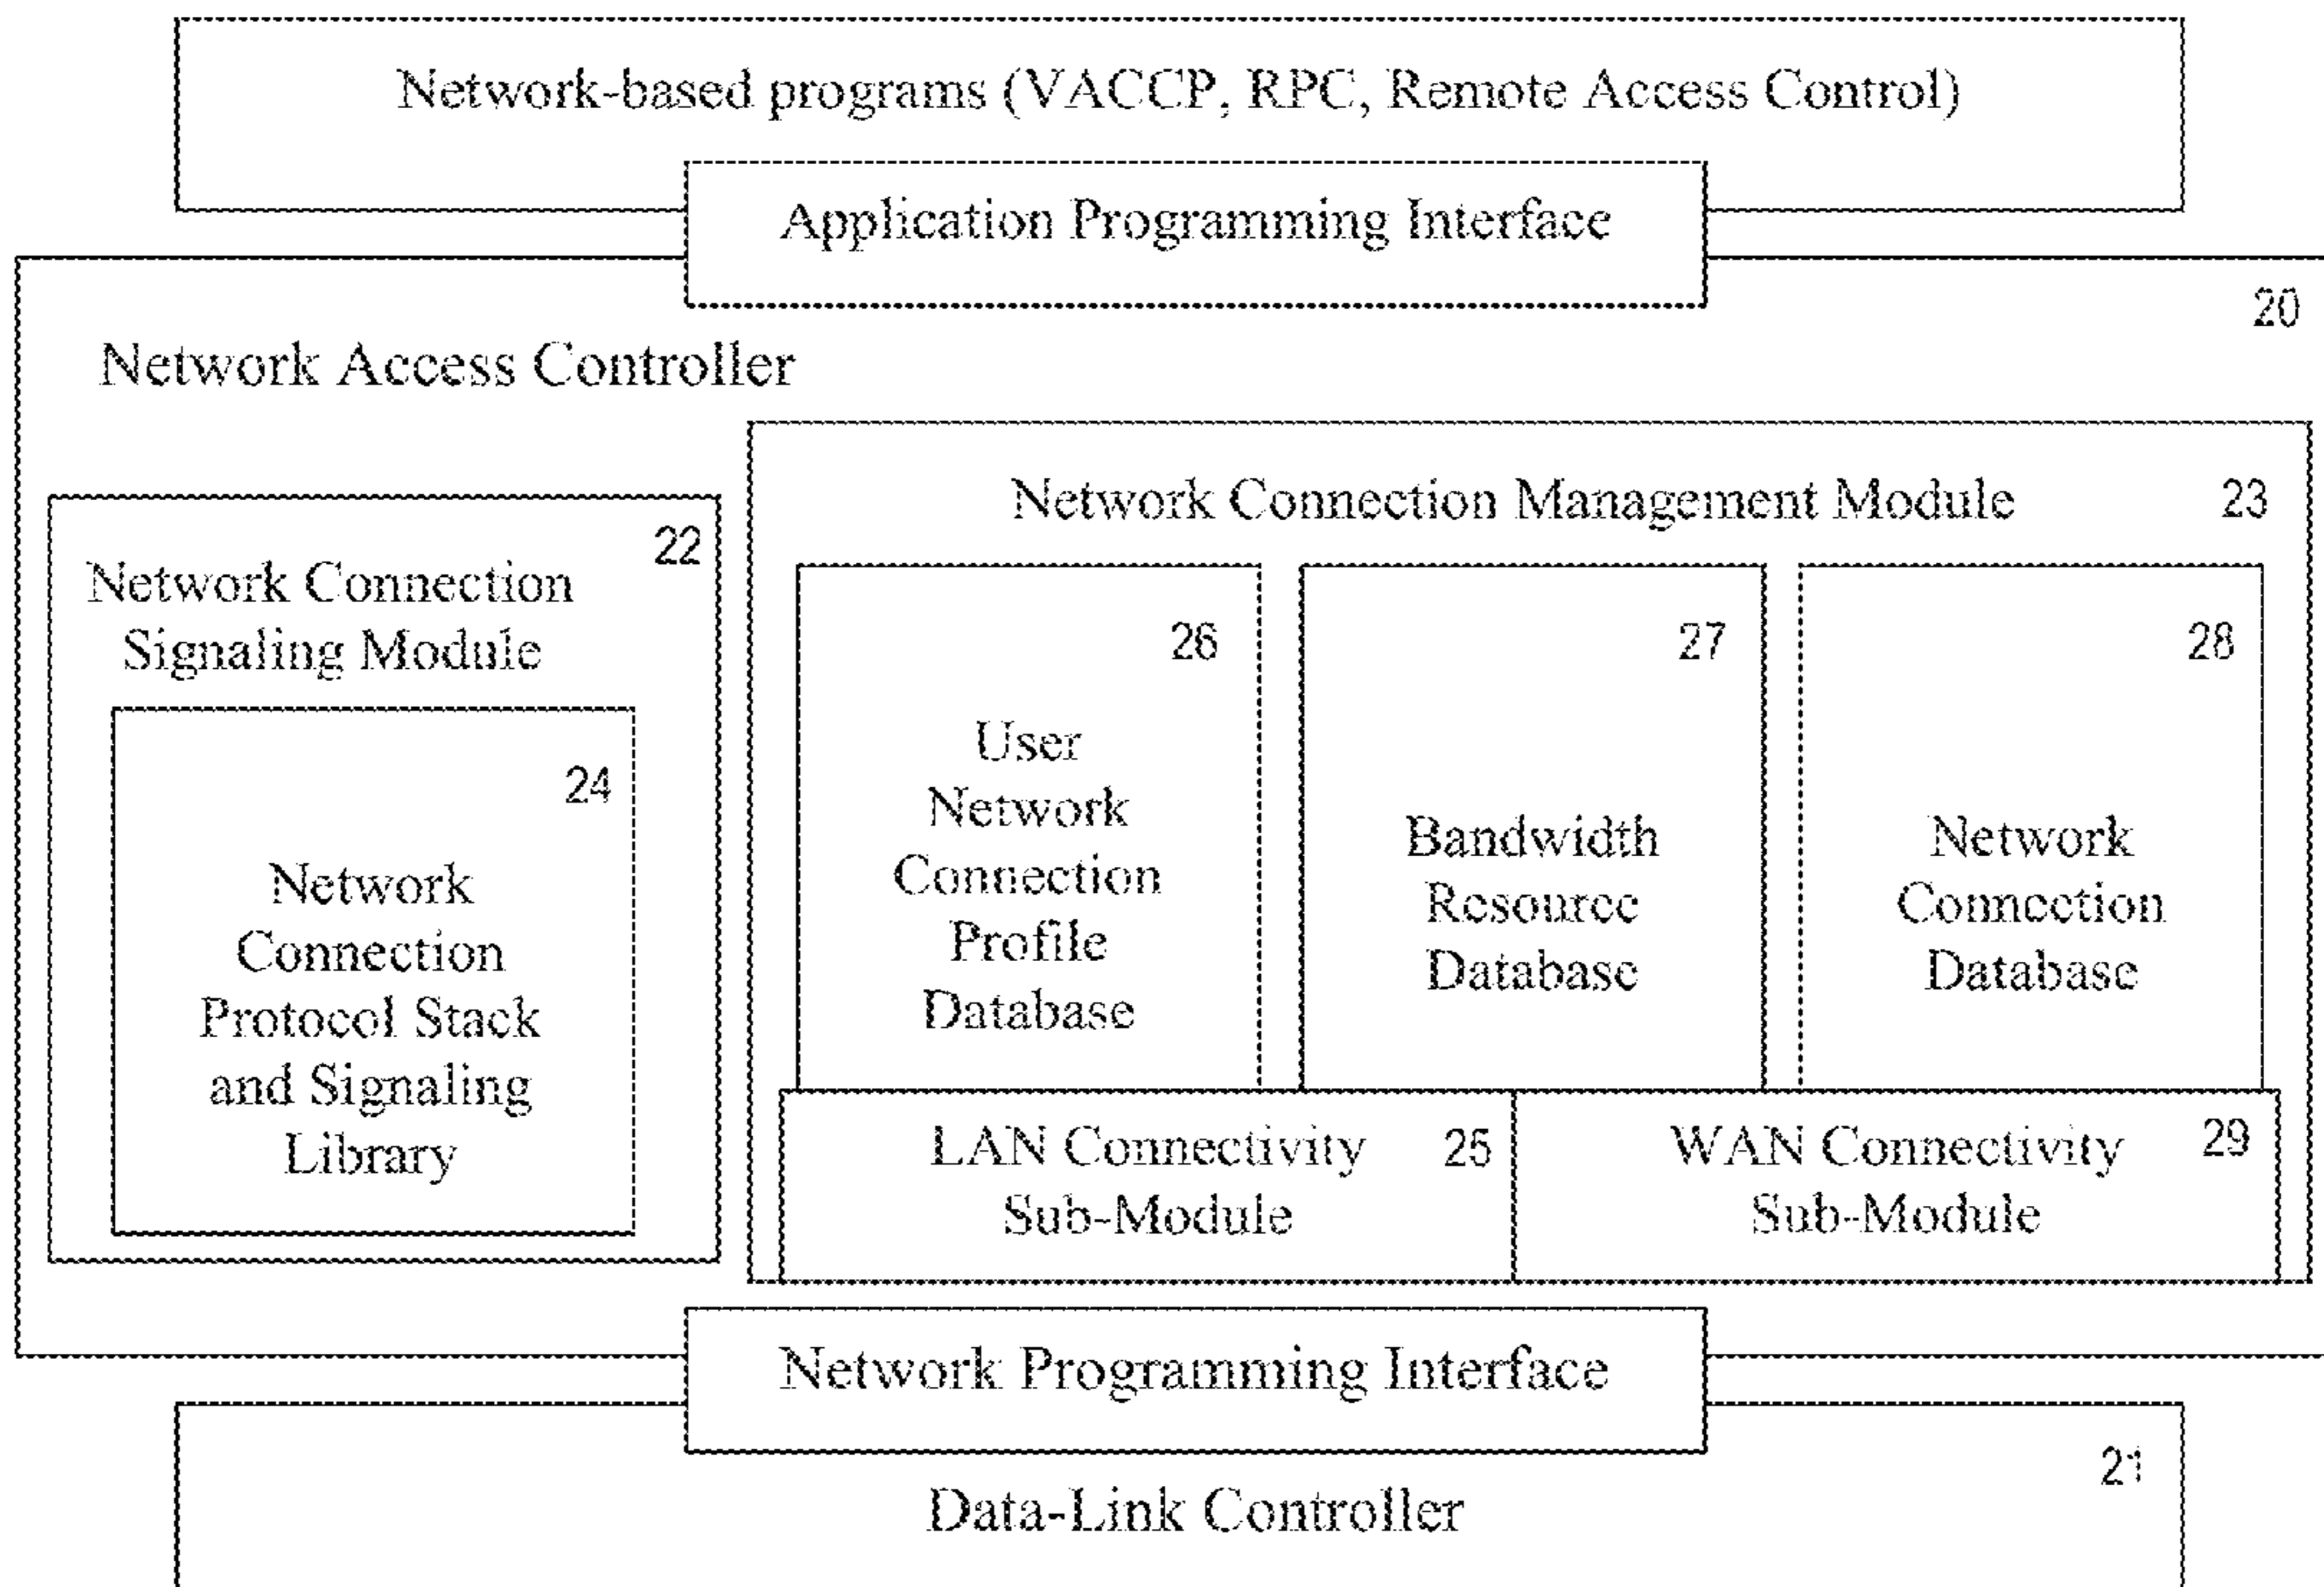 Network-based programs (VACCP, RPC, Remote Access Control)
Application Programming Interface
20
Network Access Controller
Network Connection Management Module
23
22
Network Connection
Signaling Module
24
Network
Connection
Protocol Stack
and Signaling
Library
26
User
Network
Connection
Profile
Database
27
Bandwidth
Resource
Database
28
Network
Connection
Database
LAN Connectivity
Sub-Module
25
WAN Connectivity
Sub-Module
29
Network Programming Interface
21
Data-Link Controller